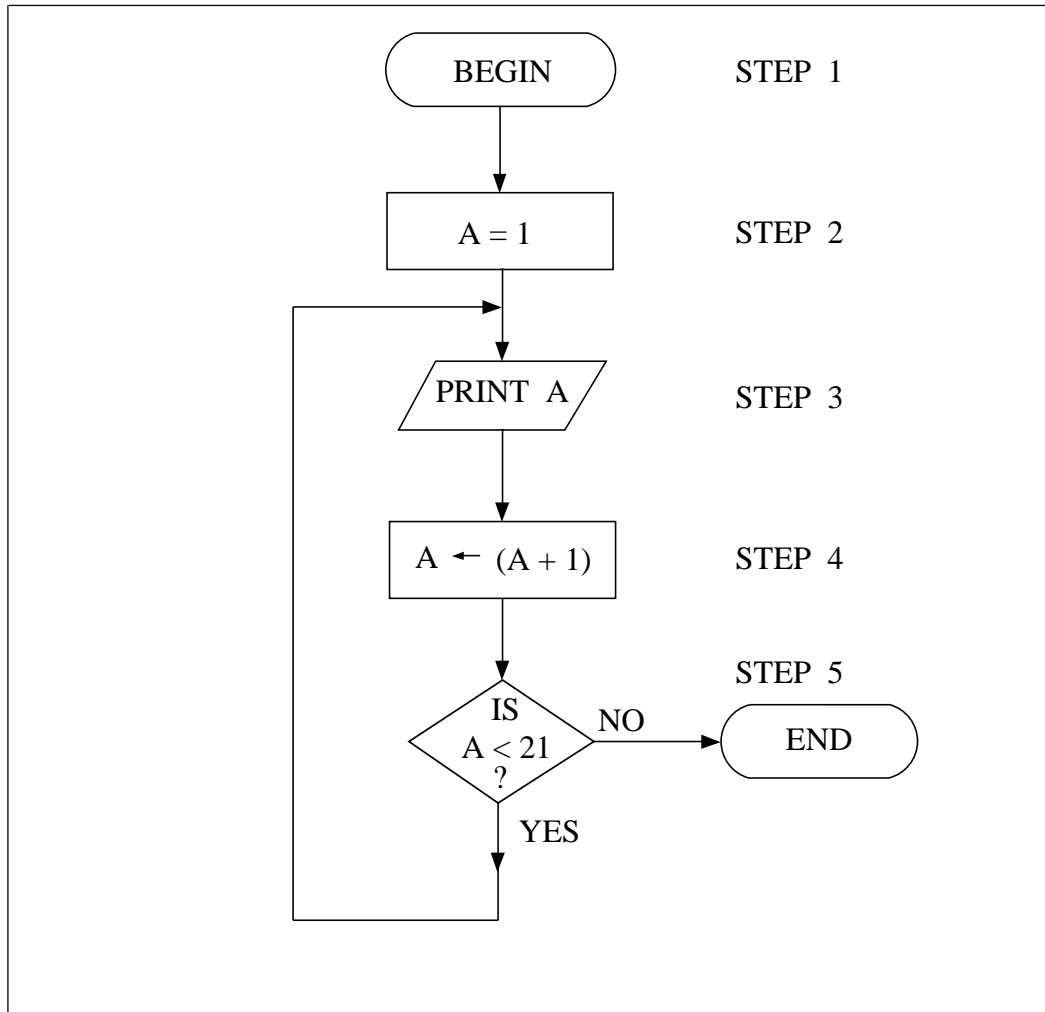 BEGIN STEP 1
A = 1 STEP 2
PRINT A STEP 3
A ← (A + 1) STEP 4
STEP 5
IS
A < 21
?
NO
END
YES